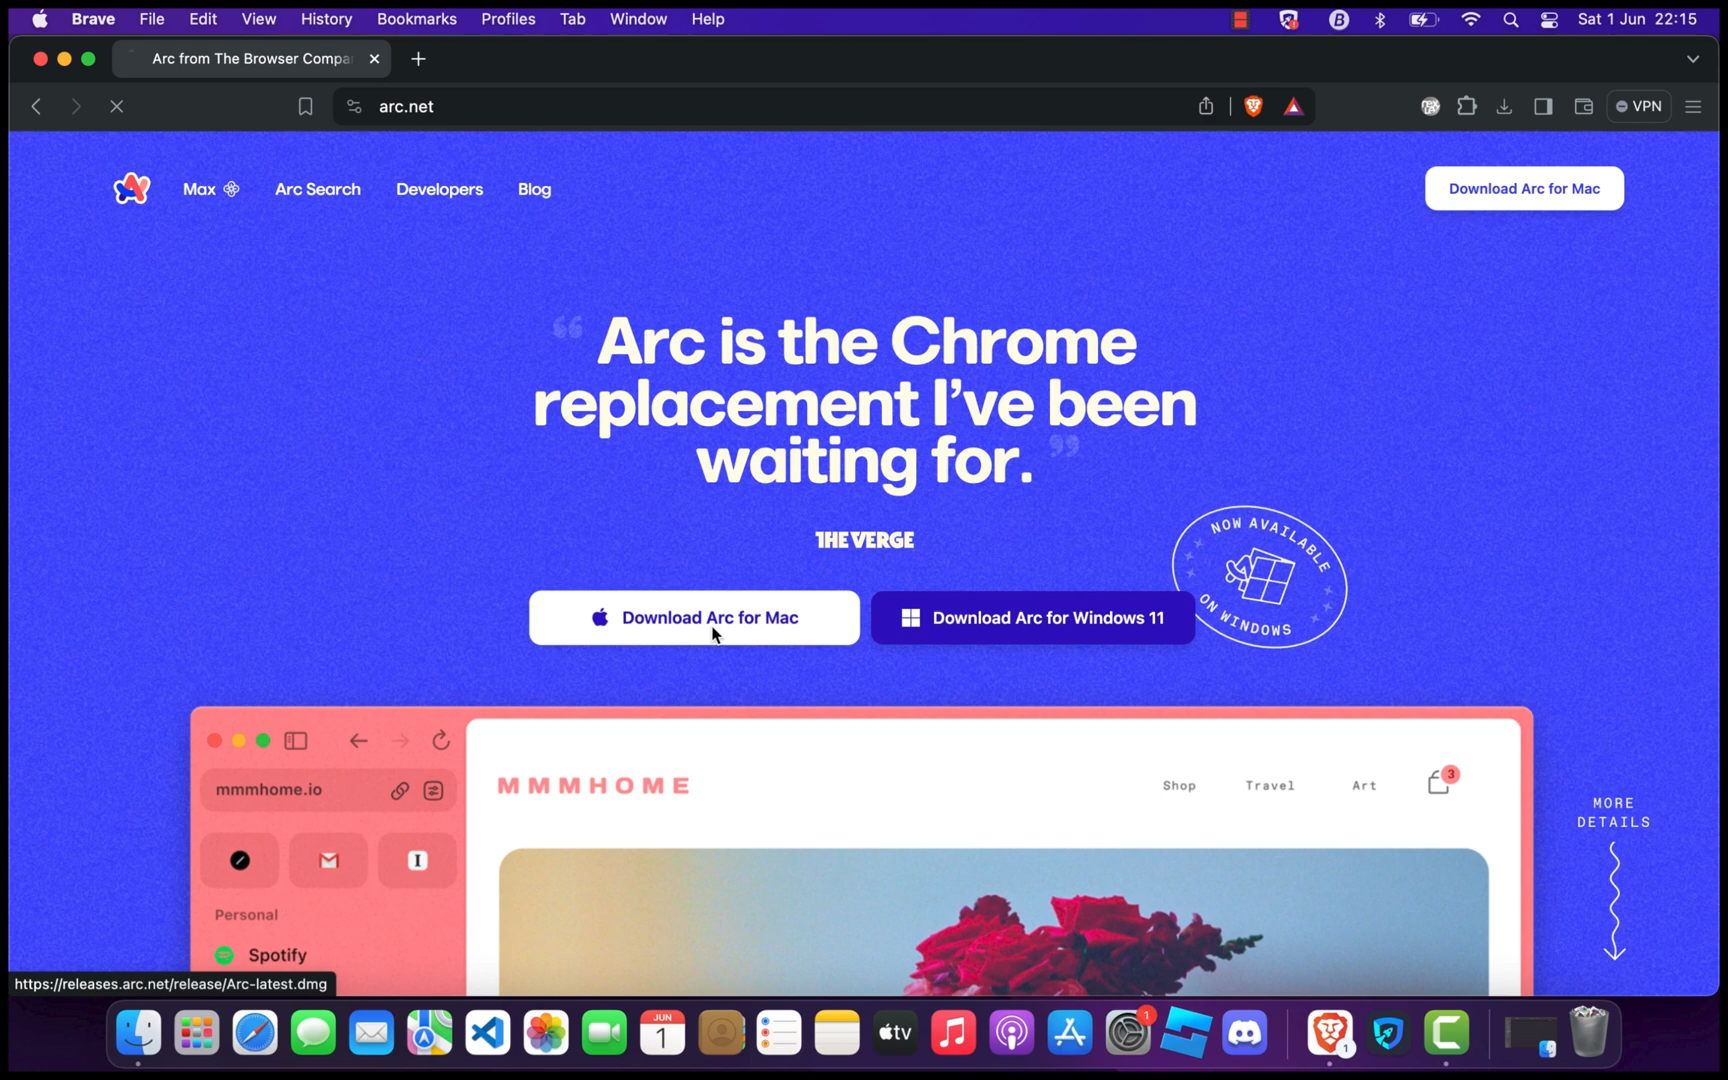 Brave File Edit View History Bookmarks Profiles Tab Window Help
Sat 1 Jun 22:15
Arc from The Browser Compa
arc.net
VPN
Max
Arc Search
Developers
Blog
Download Arc for Mac
“ Arc is the Chrome
replacement I’ve been
waiting for. ”
THE VERGE
NOW AVAILABLE
ON WINDOWS
Download Arc for Mac
Download Arc for Windows 11
mmmhome.io
MMMHOME
Shop
Travel
Art
3
MORE
DETAILS
Personal
Spotify
https://releases.arc.net/release/Arc-latest.dmg
JUN
1
tv
1
1